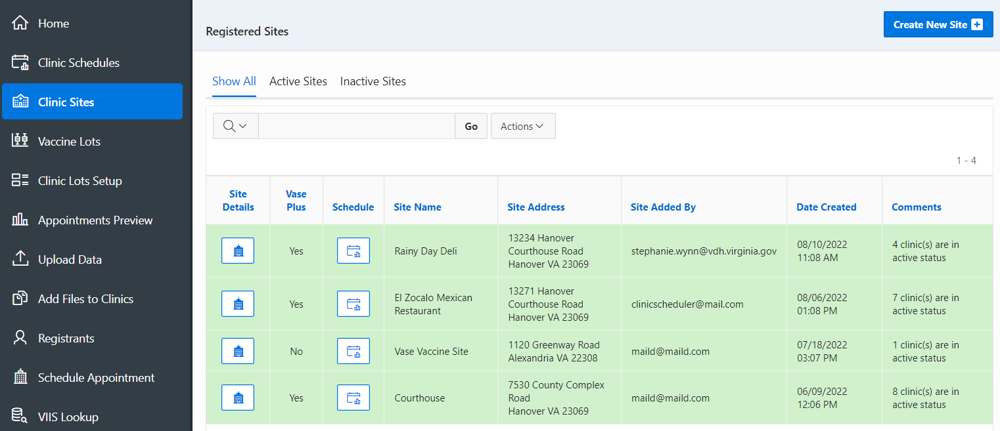 Home
Clinic Schedules
Clinic Sites
Vaccine Lots
Clinic Lots Setup
Appointments Preview
Upload Data
Add Files to Clinics
Registrants
Schedule Appointment
VIIS Lookup
Registered Sites
Create New Site
Show All Active Sites Inactive Sites
Go Actions
1 - 4
Site
Details
Vase
Plus
Schedule
Site Name
Site Address
Site Added By
Date Created
Comments
Yes
Rainy Day Deli
13234 Hanover
Courthouse Road
Hanover VA 23069
stephanie.wynn@vdh.virginia.gov
08/10/2022
11:08 AM
4 clinic(s) are in
active status
Yes
El Zocalo Mexican
Restaurant
13271 Hanover
Courthouse Road
Hanover VA 23069
clinicscheduler@mail.com
08/06/2022
01:08 PM
7 clinic(s) are in
active status
No
Vase Vaccine Site
1120 Greenway Road
Alexandria VA 22308
maild@maild.com
07/18/2022
03:07 PM
1 clinic(s) are in
active status
Yes
Courthouse
7530 County Complex
Road
Hanover VA 23069
maild@maild.com
06/09/2022
12:06 PM
8 clinic(s) are in
active status